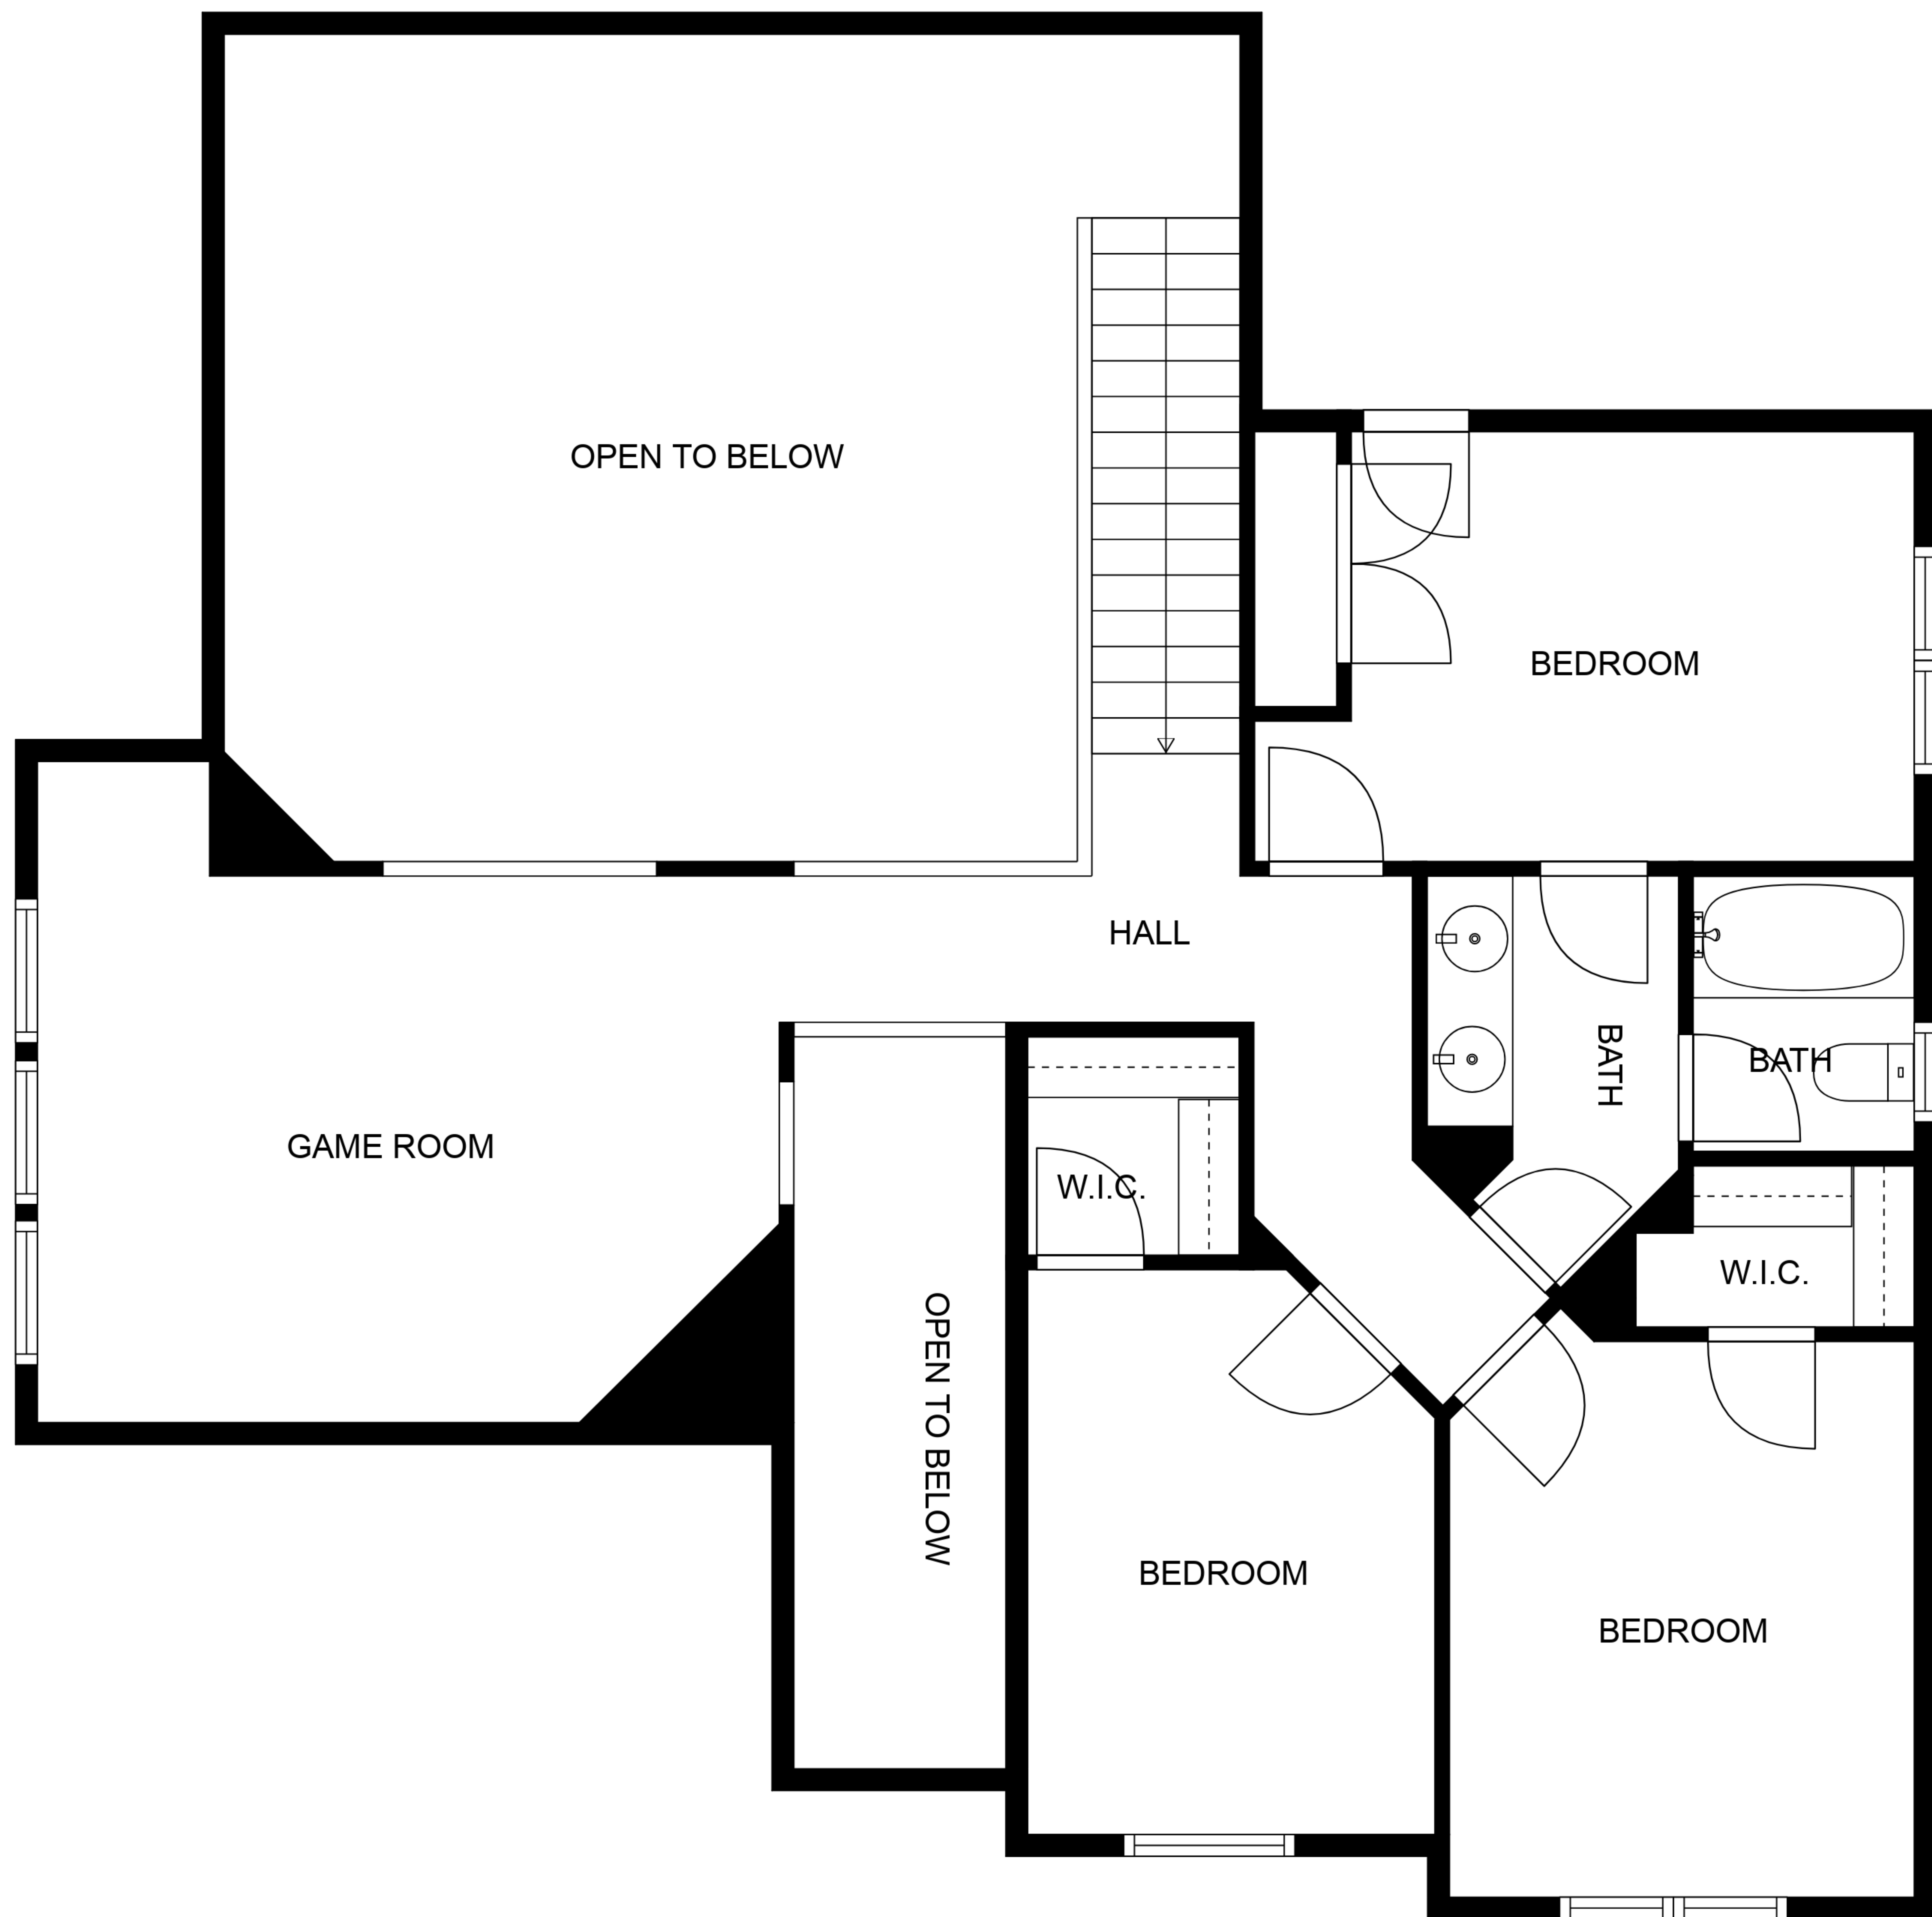 OPEN TO BELOW
BEDROOM
HALL
BATH
BATH
GAME ROOM
W.I.C.
W.I.C.
OPEN TO BELOW
BEDROOM
BEDROOM